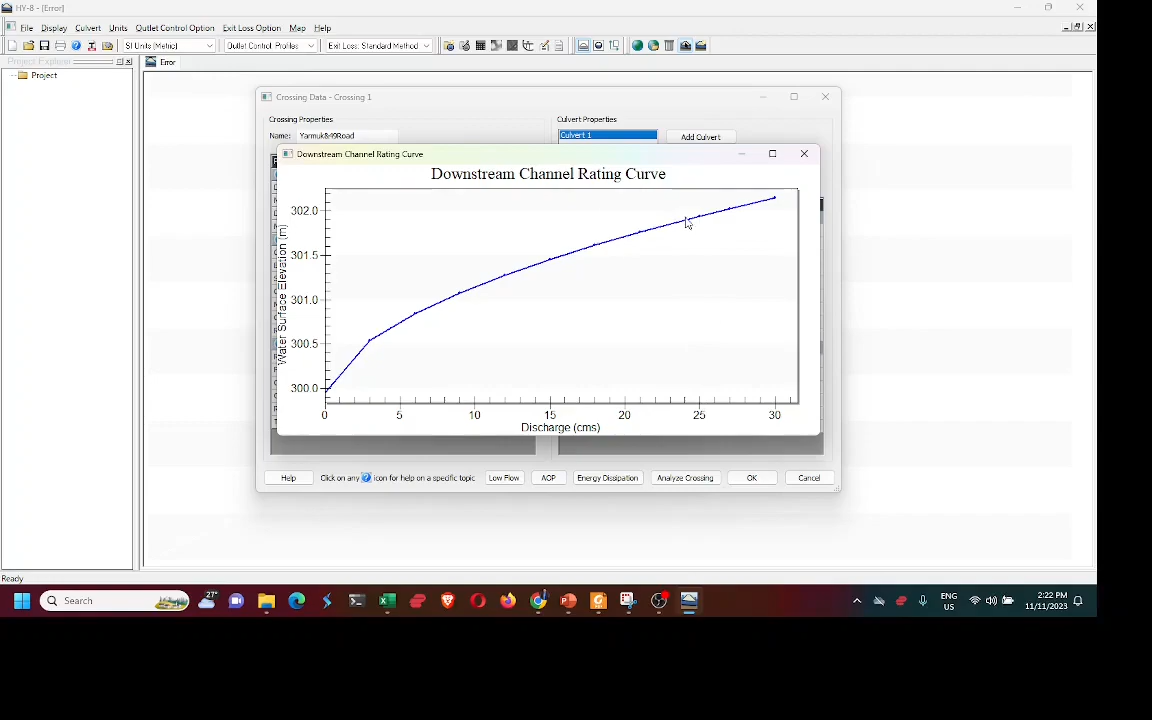 HY-8 - [Error]
File Display Culvert Units Outlet Control Option Exit Loss Option Map Help
SI Units (Metric) Outlet Control: Profiles Exit Loss: Standard Method
Project Explorer
Error
Project
Crossing Data - Crossing 1
Crossing Properties
Culvert Properties
Name: Yarmuk&49Road
Culvert 1
Add Culvert
Downstream Channel Rating Curve
Downstream Channel Rating Curve
Water Surface Elevation (m)
302.0
301.5
301.0
300.5
300.0
0 5 10 15 20 25 30
Discharge (cms)
Help Click on any ? icon for help on a specific topic Low Flow AOP Energy Dissipation Analyze Crossing OK Cancel
Ready
27°
Search
ENG
US
2:22 PM
11/11/2023